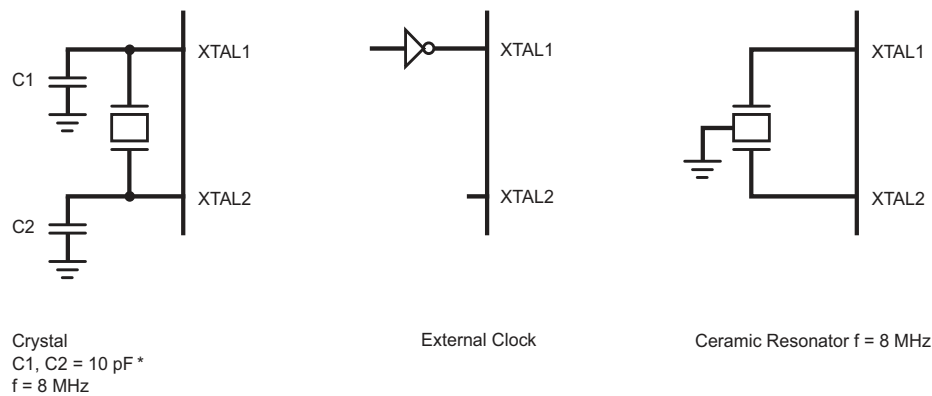 XTAL1
C1
XTAL2
C2
XTAL1
XTAL2
XTAL1
XTAL2
Crystal
C1, C2 = 10 pF *
f = 8 MHz
External Clock
Ceramic Resonator f = 8 MHz